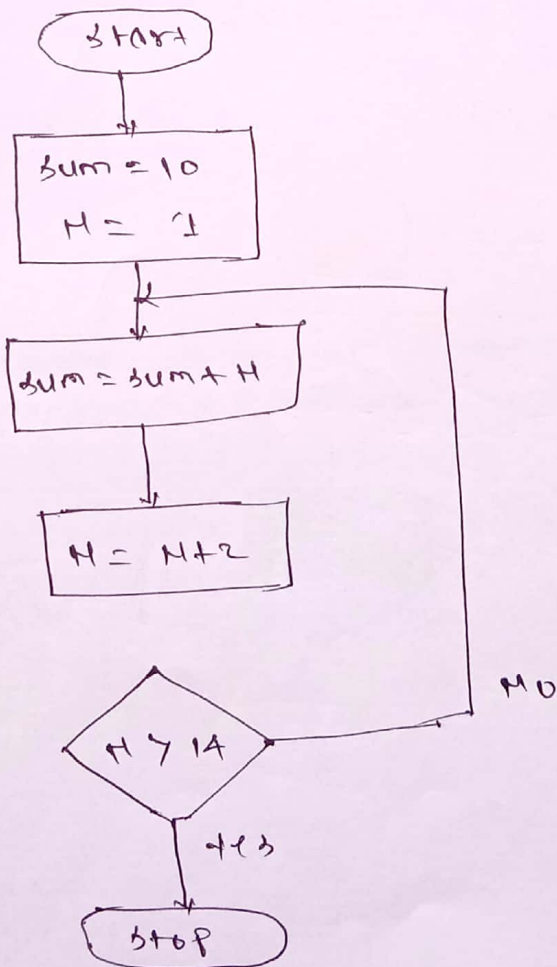 Start
Sum = 10
N = 1
Sum = Sum + N
N = N+2
N > 14
No
Yes
Stop